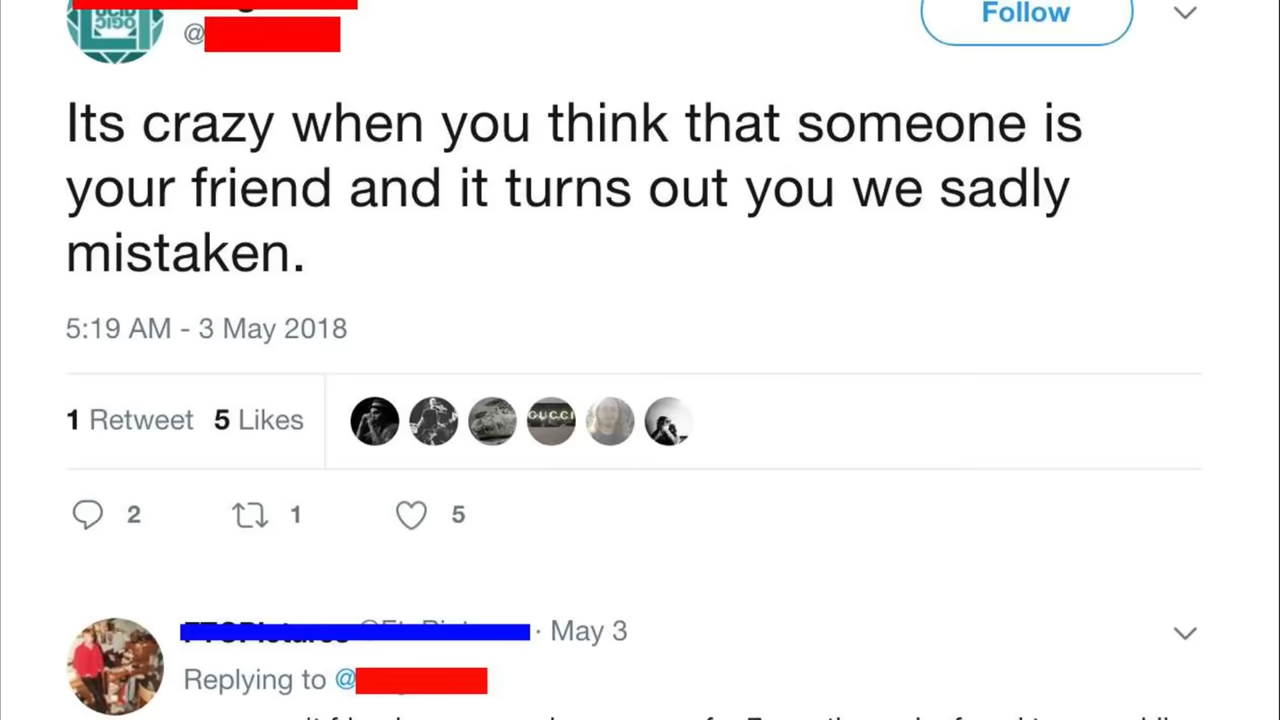 @
Follow
Its crazy when you think that someone is
your friend and it turns out you we sadly
mistaken.
5:19 AM - 3 May 2018
1 Retweet 5 Likes
GUCCI
2 1 5
· May 3
Replying to @